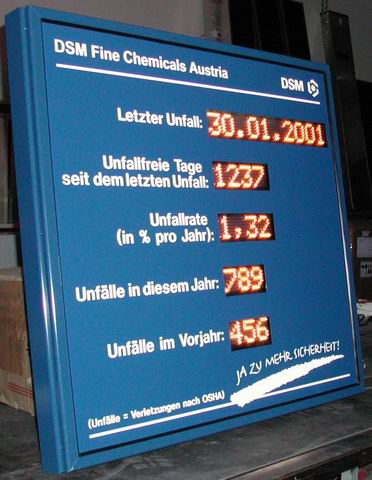 DSM Fine Chemicals Austria
DSM
Letzter Unfall: 30.01.2001
Unfallfreie Tage
seit dem letzten Unfall: 1237
Unfallrate
(in % pro Jahr): 1,32
Unfälle in diesem Jahr: 789
Unfälle im Vorjahr: 456
JA ZU MEHR SICHERHEIT!
(Unfälle = Verletzungen nach OSHA)